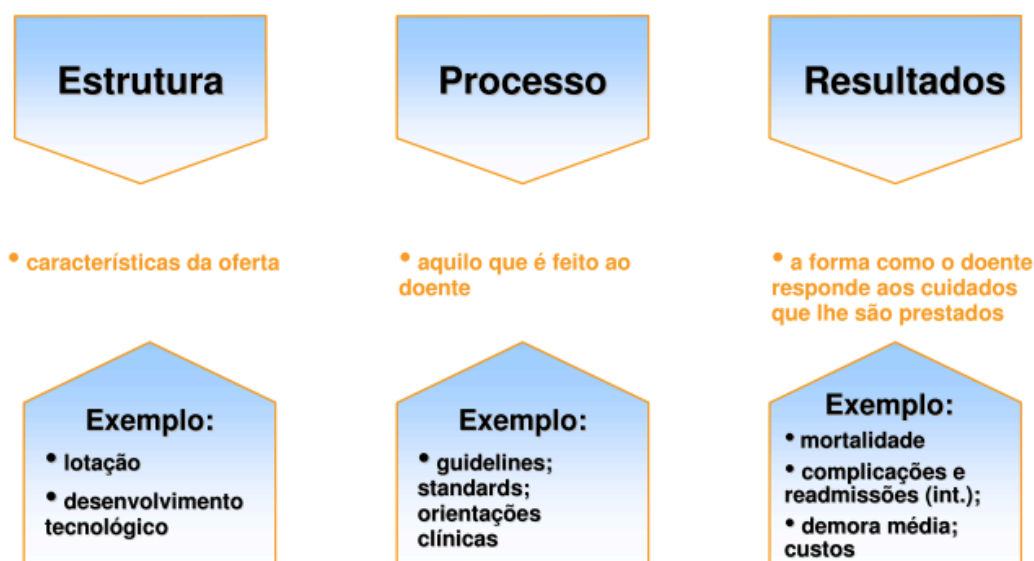 Estrutura
Processo
Resultados
• características da oferta
• aquilo que é feito ao
doente
• a forma como o doente
responde aos cuidados
que lhe são prestados
Exemplo:
• lotação
• desenvolvimento
tecnológico
Exemplo:
• guidelines;
standards;
orientações
clínicas
Exemplo:
• mortalidade
• complicações e
readmissões (int.);
• demora média;
custos